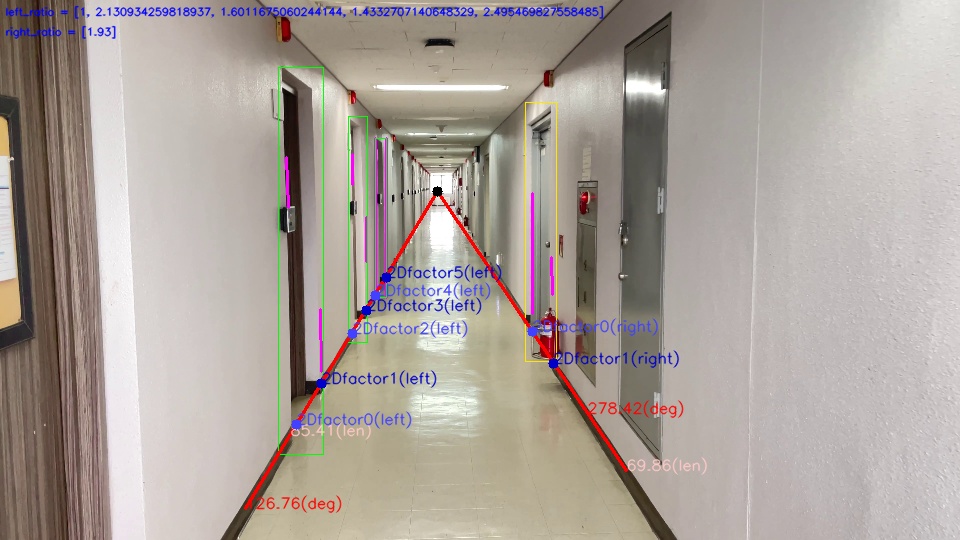 left_ratio = [1, 2.130934259818937, 1.6011675060244144, 1.4332707140648329, 2.495469827558485]
right_ratio = [1.93]
2Dfactor5(left)
2Dfactor4(left)
2Dfactor3(left)
2Dfactor2(left)
2Dfactor0(right)
2Dfactor1(right)
2Dfactor1(left)
278.42(deg)
2Dfactor0(left)
85.41(len)
69.86(len)
26.76(deg)